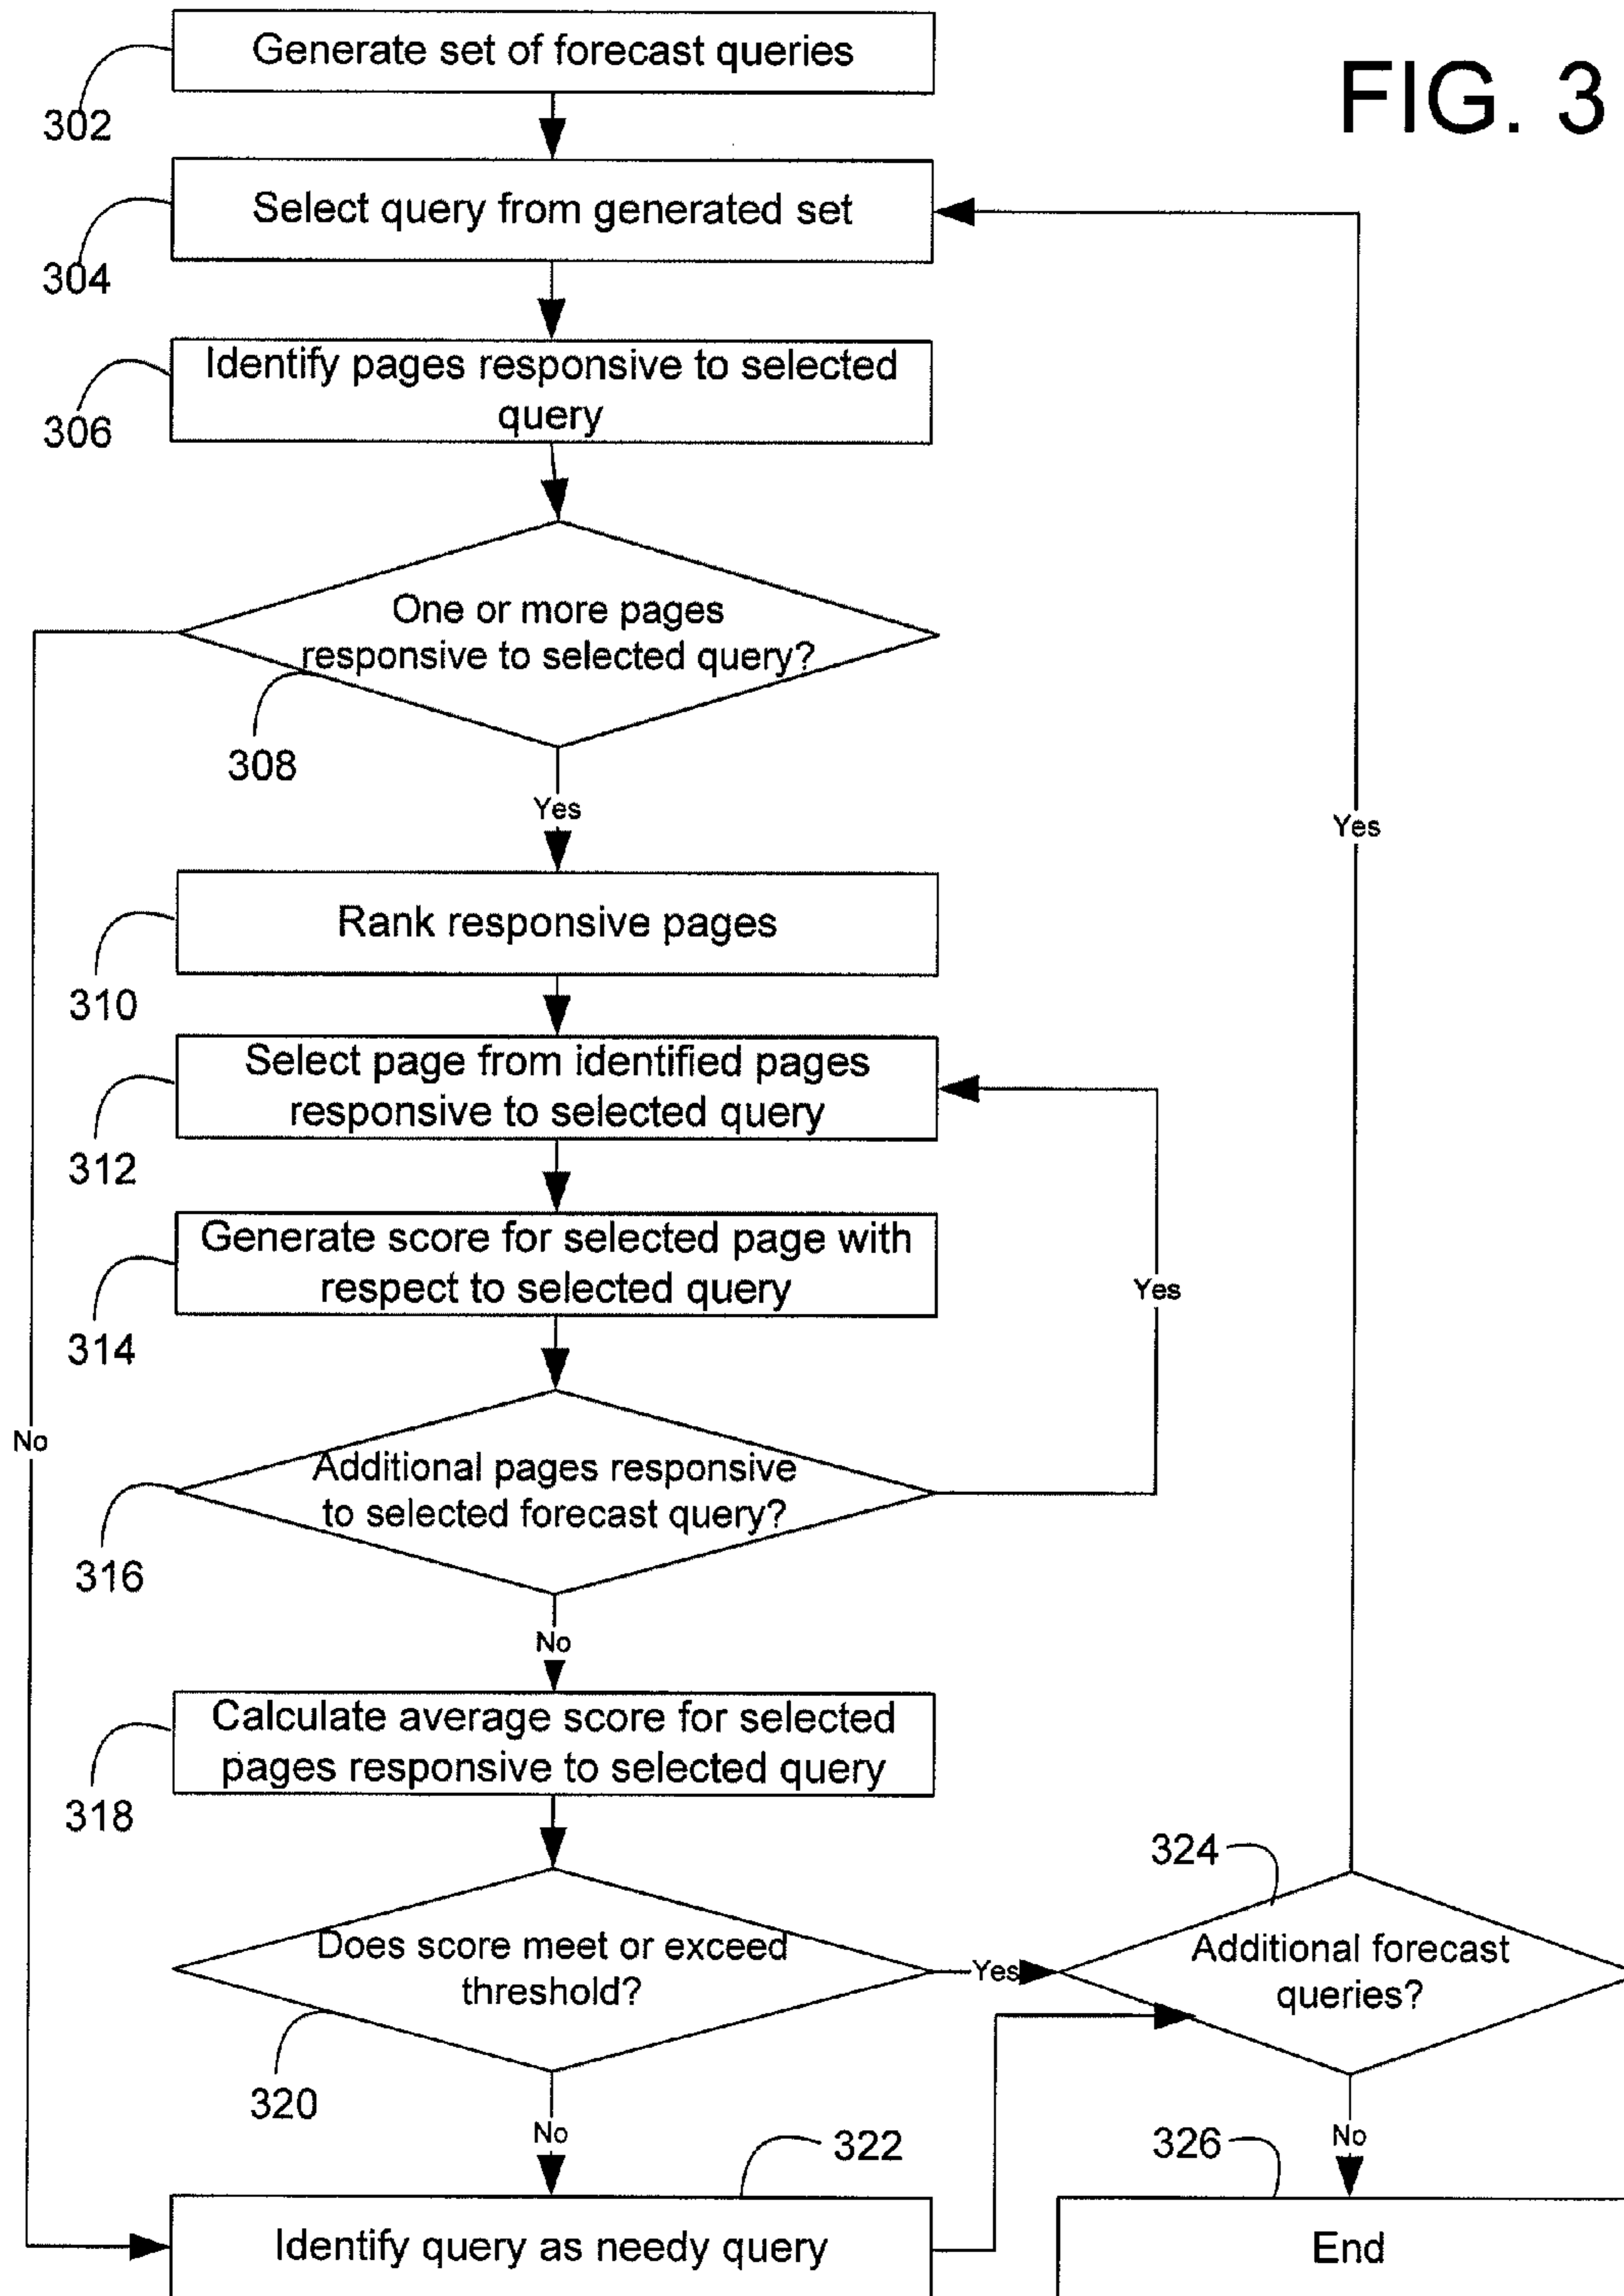 FIG. 3
Generate set of forecast queries
302
Select query from generated set
304
Identify pages responsive to selected
query
306
One or more pages
responsive to selected query?
308
Yes
Yes
Rank responsive pages
310
Select page from identified pages
responsive to selected query
312
Generate score for selected page with
respect to selected query
314
Yes
No
Additional pages responsive
to selected forecast query?
316
No
Calculate average score for selected
pages responsive to selected query
318
324
Does score meet or exceed
threshold?
Yes
Additional forecast
queries?
320
No
322
326
No
Identify query as needy query
End